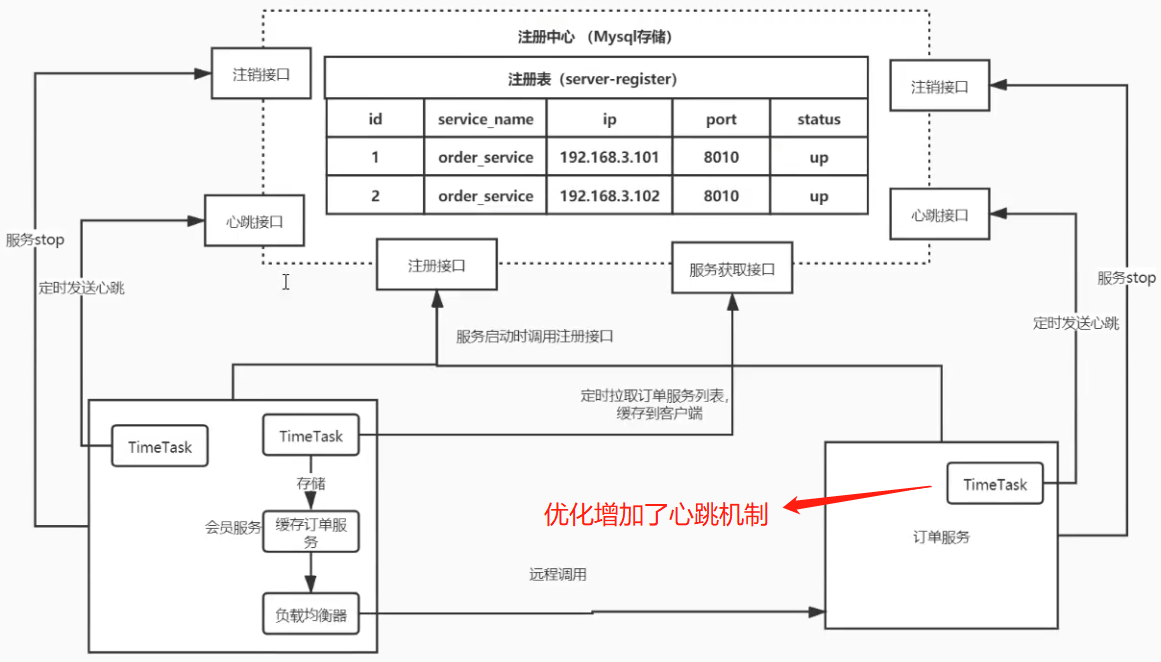 注册中心 （Mysql存储）
注销接口
注册表（server-register）
注销接口
id service_name ip port status
1 order_service 192.168.3.101 8010 up
2 order_service 192.168.3.102 8010 up
心跳接口
心跳接口
服务stop
注册接口
服务获取接口
服务stop
定时发送心跳
定时发送心跳
服务启动时调用注册接口
定时拉取订单服务列表，
缓存到客户端
TimeTask
TimeTask
存储
TimeTask
优化增加了心跳机制
会员服务
缓存订单服
务
订单服务
远程调用
负载均衡器